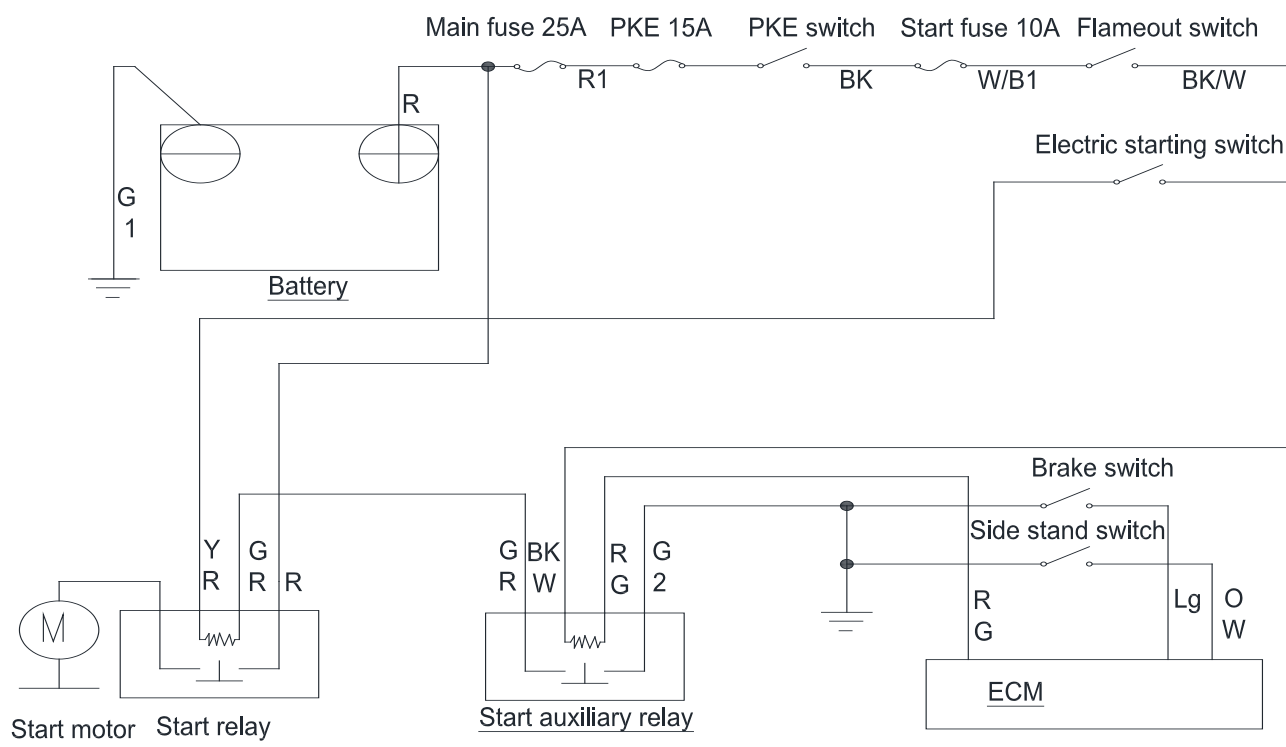 Main fuse 25A PKE 15A PKE switch Start fuse 10A Flameout switch
R R1 BK W/B1 BK/W
Electric starting switch
G
1
Battery
Brake switch
Side stand switch
Y G
R R R
G BK R G
R W G 2
R Lg O
G W
M
ECM
Start motor Start relay Start auxiliary relay